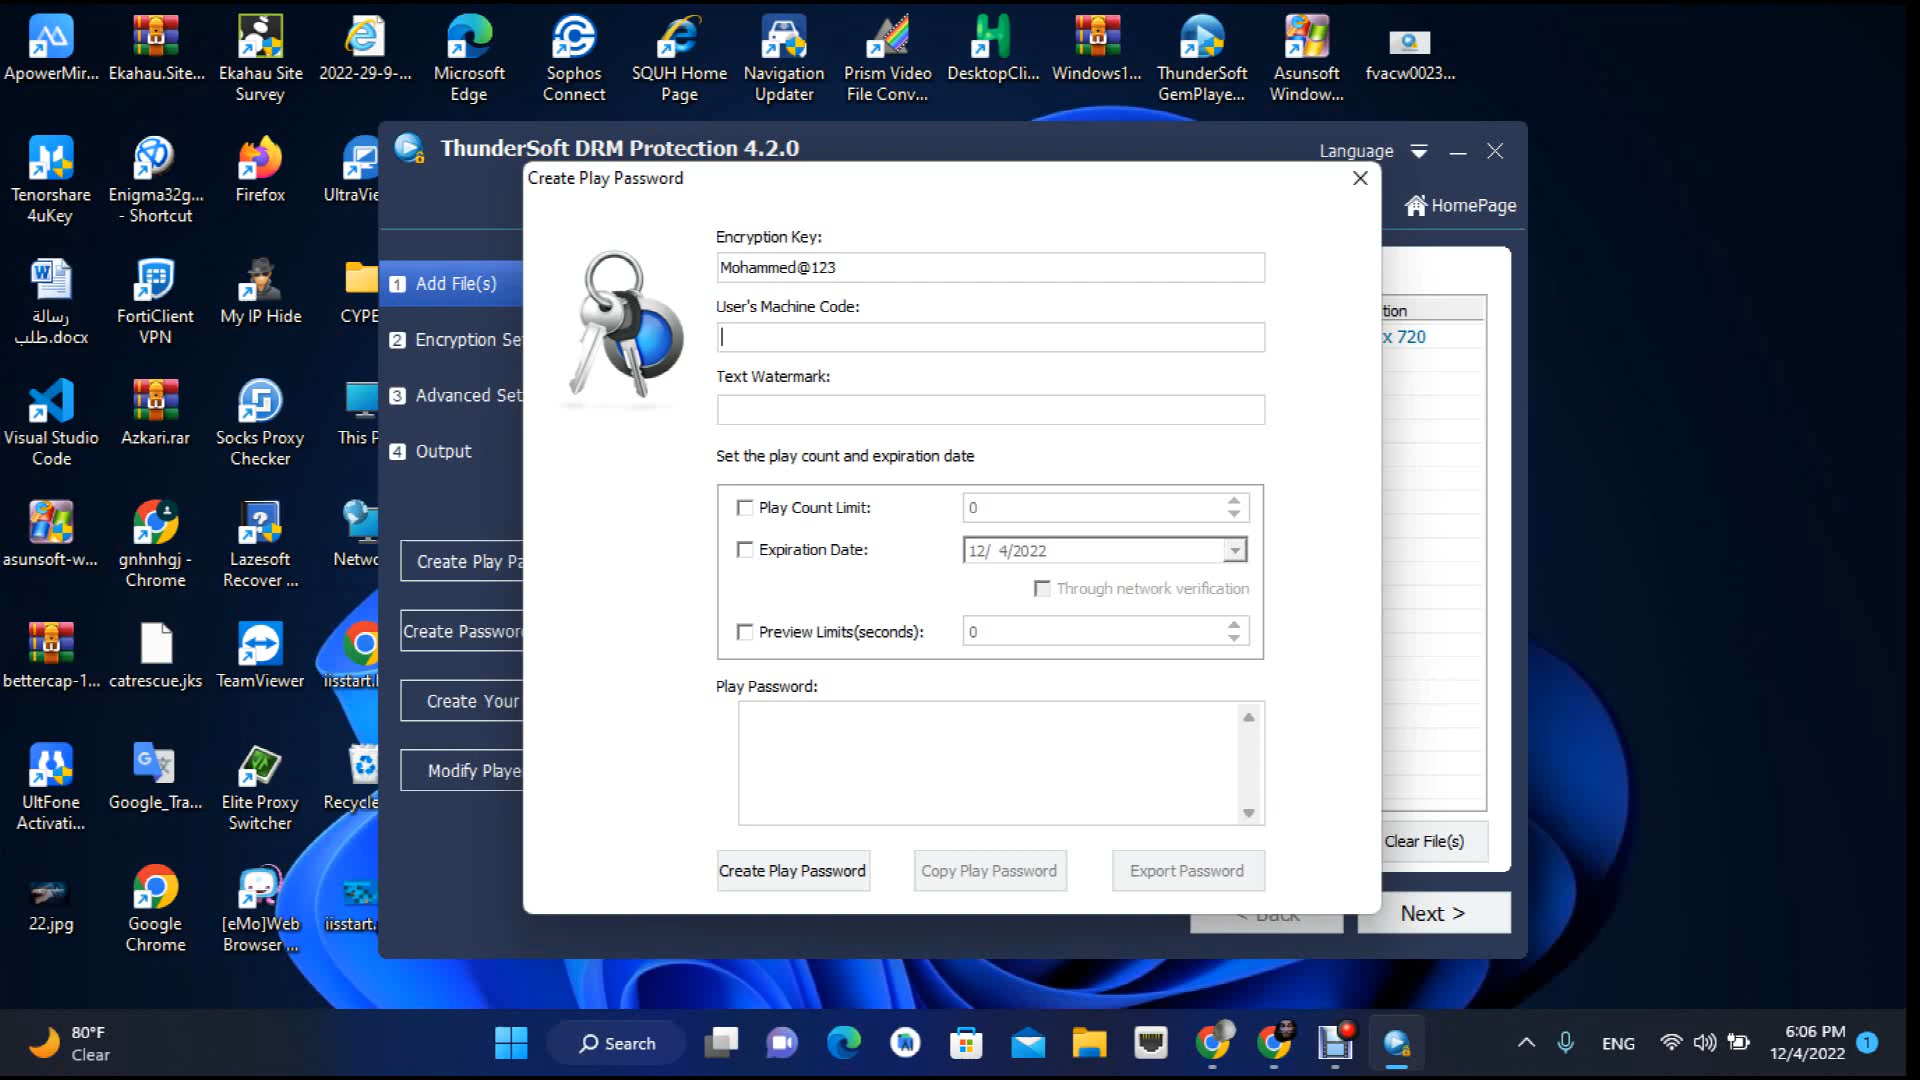 ApowerMir...
Ekahau.Site...
Ekahau Site
Survey
2022-29-9-...
Microsoft
Edge
Sophos
Connect
SQUH Home
Page
Navigation
Updater
Prism Video
File Conv...
DesktopCli...
Windows1...
ThunderSoft
GemPlaye...
Asunsoft
Window...
fvacw0023...
Tenorshare
4uKey
Enigma32g...
- Shortcut
Firefox
UltraVie
رسالة
طلب.docx
FortiClient
VPN
My IP Hide
CYPE
Visual Studio
Code
Azkari.rar
Socks Proxy
Checker
This P
asunsoft-w...
gnhnhgj -
Chrome
Lazesoft
Recover ...
Netwo
bettercap-1...
catrescue.jks
TeamViewer
iisstart.
UltFone
Activati...
Google_Tra...
Elite Proxy
Switcher
Recycle
22.jpg
Google
Chrome
[eMo]Web
Browser ...
iisstart.
ThunderSoft DRM Protection 4.2.0
Language
HomePage
1 Add File(s)
2 Encryption Se
3 Advanced Set
4 Output
Create Play Pa
Create Password
Create Your
Modify Playe
tion
x 720
Clear File(s)
< Back
Next >
Create Play Password
Encryption Key:
Mohammed@123
User's Machine Code:
Text Watermark:
Set the play count and expiration date
Play Count Limit:
0
Expiration Date:
12/ 4/2022
Through network verification
Preview Limits(seconds):
0
Play Password:
Create Play Password
Copy Play Password
Export Password
80°F
Clear
Search
ENG
6:06 PM
12/4/2022
1